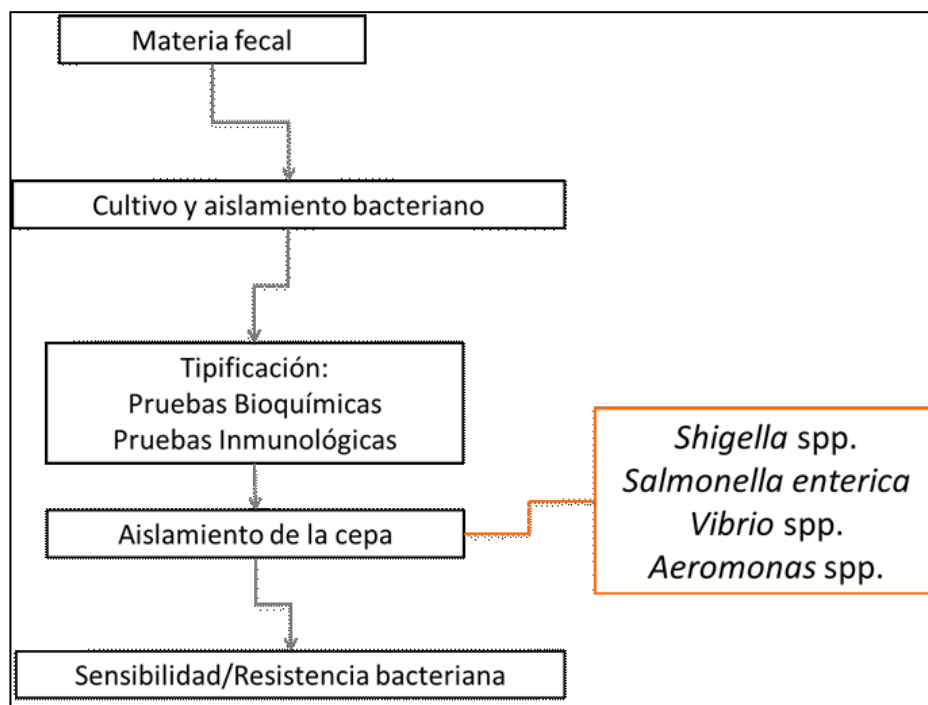 Materia fecal
Cultivo y aislamiento bacteriano
Tipificación:
Pruebas Bioquímicas
Pruebas Inmunológicas
Shigella spp.
Salmonella enterica
Vibrio spp.
Aeromonas spp.
Aislamiento de la cepa
Sensibilidad/Resistencia bacteriana